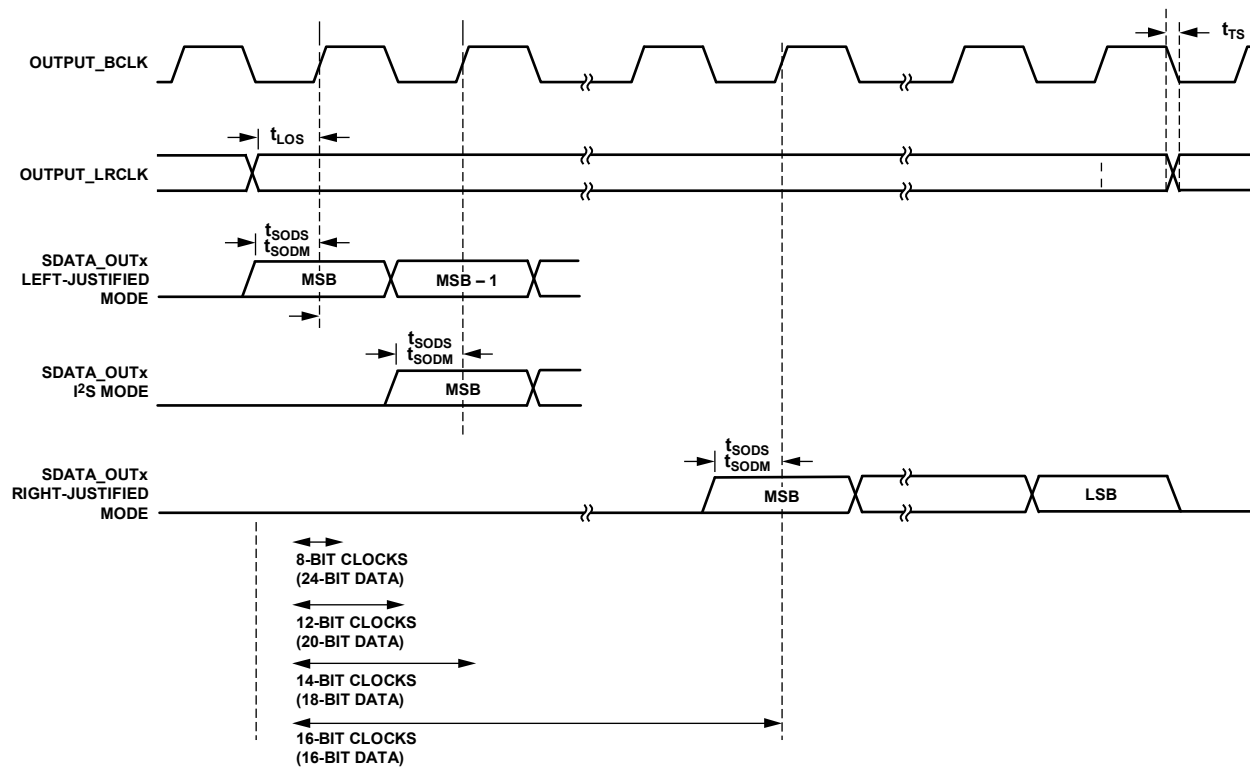 OUTPUT_BCLK
tTS
tLOS
OUTPUT_LRCLK
tSODS
tSODM
SDATA_OUTx
LEFT-JUSTIFIED
MODE
MSB
MSB – 1
tSODS
tSODM
SDATA_OUTx
I²S MODE
MSB
tSODS
tSODM
SDATA_OUTx
RIGHT-JUSTIFIED
MODE
MSB
LSB
8-BIT CLOCKS
(24-BIT DATA)
12-BIT CLOCKS
(20-BIT DATA)
14-BIT CLOCKS
(18-BIT DATA)
16-BIT CLOCKS
(16-BIT DATA)